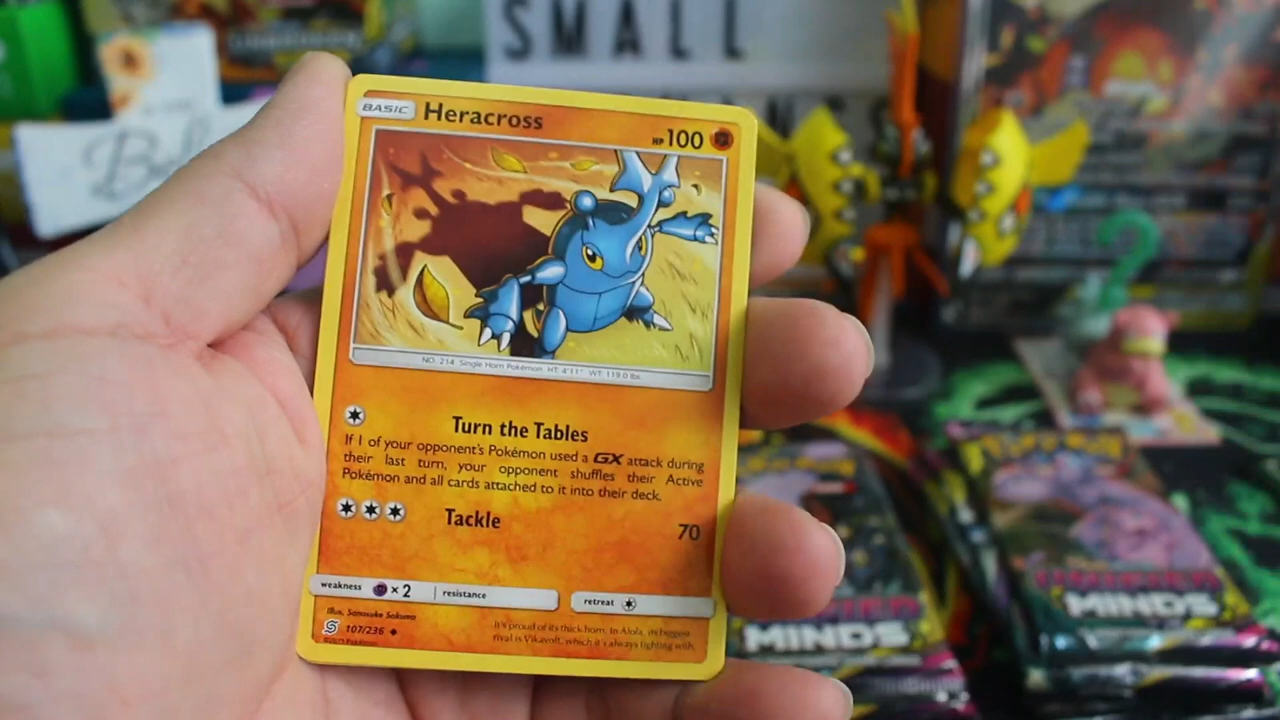 SMALL
BASIC Heracross HP 100
NO. 214 Single Horn Pokémon HT: 4'11" WT: 119.0 lbs.
Turn the Tables
If 1 of your opponent's Pokémon used a GX attack during
their last turn, your opponent shuffles their Active
Pokémon and all cards attached to it into their deck.
Tackle 70
weakness ×2 resistance retreat
Illus. Sanosuke Sakuma
107/236
It's proud of its thick horn. In Alola, its biggest
rival is Vikavolt, which it's always fighting with.
MINDS
MINDS